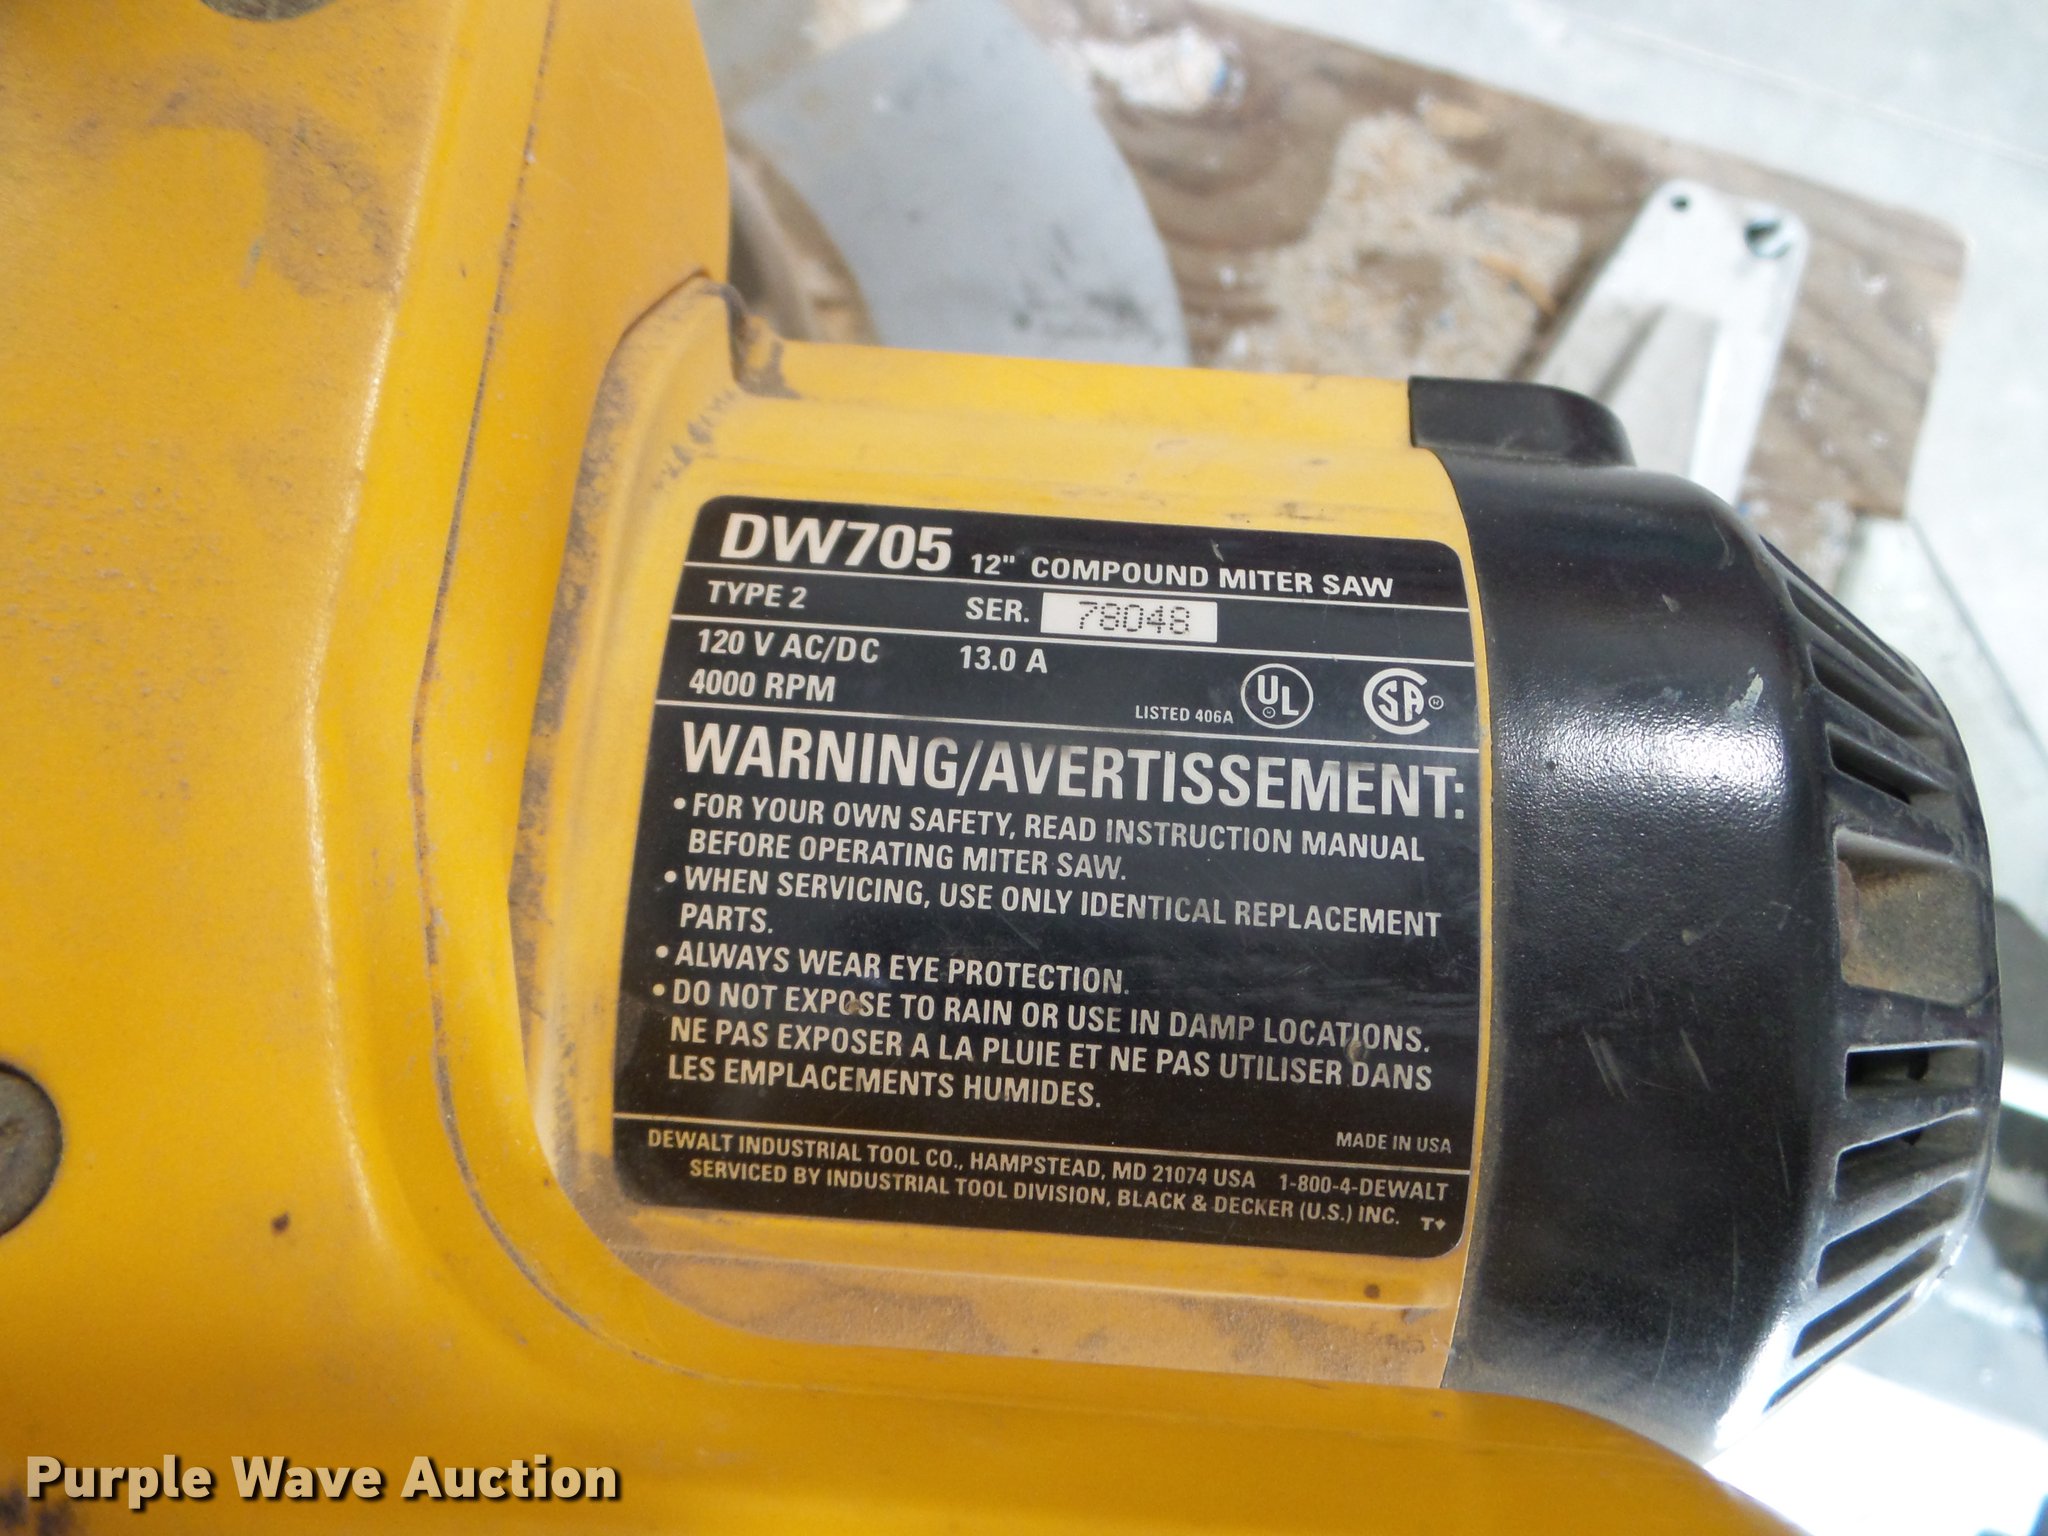 DW705 12" COMPOUND MITER SAW
TYPE 2 SER. 78048
120 V AC/DC 13.0 A
4000 RPM
LISTED 406A UL CSA
WARNING/AVERTISSEMENT:
• FOR YOUR OWN SAFETY, READ INSTRUCTION MANUAL
BEFORE OPERATING MITER SAW.
• WHEN SERVICING, USE ONLY IDENTICAL REPLACEMENT
PARTS.
• ALWAYS WEAR EYE PROTECTION.
• DO NOT EXPOSE TO RAIN OR USE IN DAMP LOCATIONS.
NE PAS EXPOSER A LA PLUIE ET NE PAS UTILISER DANS
LES EMPLACEMENTS HUMIDES.
MADE IN USA
DEWALT INDUSTRIAL TOOL CO., HAMPSTEAD, MD 21074 USA 1-800-4-DEWALT
SERVICED BY INDUSTRIAL TOOL DIVISION, BLACK & DECKER (U.S.) INC.
Purple Wave Auction